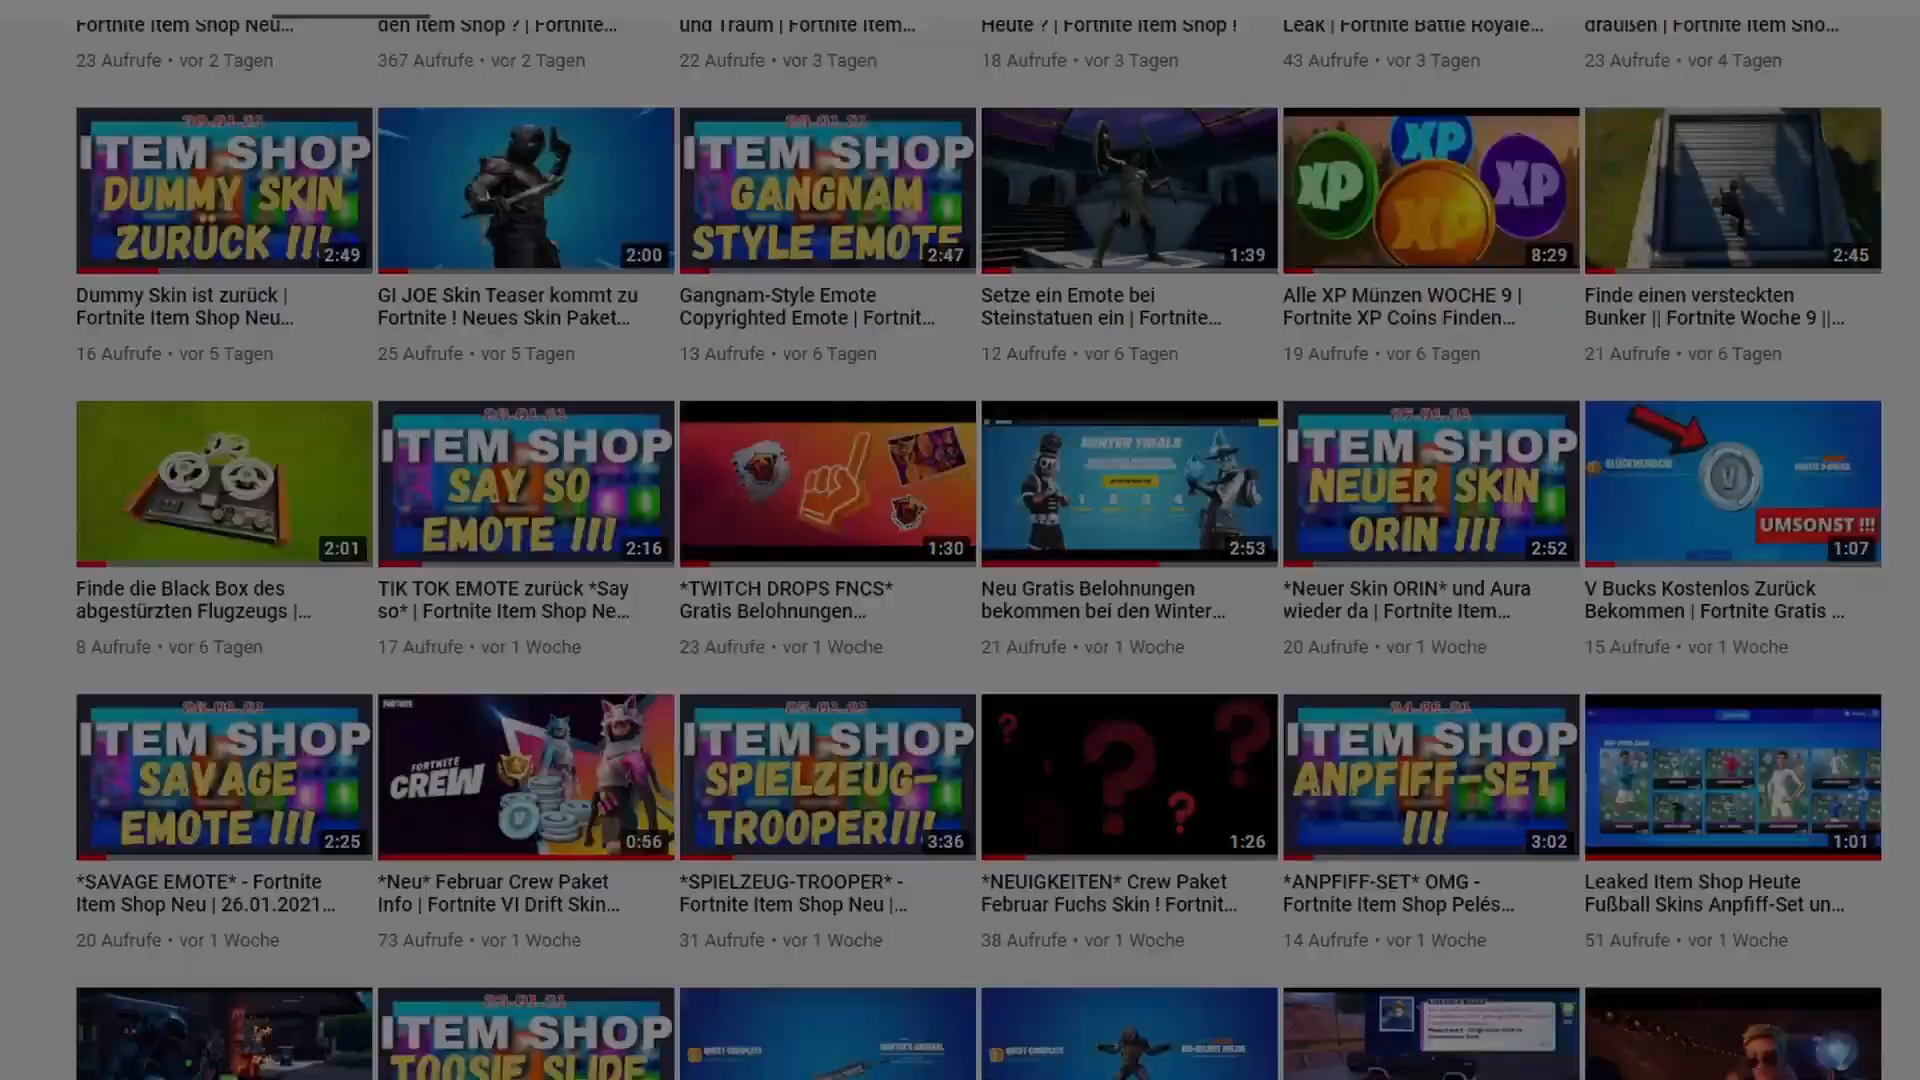 Fortnite Item Shop Neu...
den Item Shop ? | Fortnite...
und Traum | Fortnite Item...
Heute ? | Fortnite Item Shop !
Leak | Fortnite Battle Royale...
draußen | Fortnite Item Sho...
23 Aufrufe • vor 2 Tagen
367 Aufrufe • vor 2 Tagen
22 Aufrufe • vor 3 Tagen
18 Aufrufe • vor 3 Tagen
43 Aufrufe • vor 3 Tagen
23 Aufrufe • vor 4 Tagen
ITEM SHOP
DUMMY SKIN
ZURÜCK !!!
2:49
2:00
ITEM SHOP
GANGNAM
STYLE EMOTE
2:47
1:39
XP
XP
XP
XP
8:29
2:45
Dummy Skin ist zurück |
Fortnite Item Shop Neu...
16 Aufrufe • vor 5 Tagen
GI JOE Skin Teaser kommt zu
Fortnite ! Neues Skin Paket...
25 Aufrufe • vor 5 Tagen
Gangnam-Style Emote
Copyrighted Emote | Fortnit...
13 Aufrufe • vor 6 Tagen
Setze ein Emote bei
Steinstatuen ein | Fortnite...
12 Aufrufe • vor 6 Tagen
Alle XP Münzen WOCHE 9 |
Fortnite XP Coins Finden...
19 Aufrufe • vor 6 Tagen
Finde einen versteckten
Bunker || Fortnite Woche 9 ||...
21 Aufrufe • vor 6 Tagen
2:01
ITEM SHOP
SAY SO
EMOTE !!!
2:16
1:30
2:53
ITEM SHOP
NEUER SKIN
ORIN !!!
2:52
V
UMSONST !!!
1:07
Finde die Black Box des
abgestürzten Flugzeugs |...
8 Aufrufe • vor 6 Tagen
TIK TOK EMOTE zurück *Say
so* | Fortnite Item Shop Ne...
17 Aufrufe • vor 1 Woche
*TWITCH DROPS FNCS*
Gratis Belohnungen...
23 Aufrufe • vor 1 Woche
Neu Gratis Belohnungen
bekommen bei den Winter...
21 Aufrufe • vor 1 Woche
*Neuer Skin ORIN* und Aura
wieder da | Fortnite Item...
20 Aufrufe • vor 1 Woche
V Bucks Kostenlos Zurück
Bekommen | Fortnite Gratis ...
15 Aufrufe • vor 1 Woche
ITEM SHOP
SAVAGE
EMOTE !!!
2:25
FORTNITE
FORTNITE
CREW
V
0:56
ITEM SHOP
SPIELZEUG-
TROOPER!!!
3:36
? ? ? ?
1:26
ITEM SHOP
ANPFIFF-SET
!!!
3:02
1:01
*SAVAGE EMOTE* - Fortnite
Item Shop Neu | 26.01.2021...
20 Aufrufe • vor 1 Woche
*Neu* Februar Crew Paket
Info | Fortnite VI Drift Skin...
73 Aufrufe • vor 1 Woche
*SPIELZEUG-TROOPER* -
Fortnite Item Shop Neu |...
31 Aufrufe • vor 1 Woche
*NEUIGKEITEN* Crew Paket
Februar Fuchs Skin ! Fortnit...
38 Aufrufe • vor 1 Woche
*ANPFIFF-SET* OMG -
Fortnite Item Shop Pelés...
14 Aufrufe • vor 1 Woche
Leaked Item Shop Heute
Fußball Skins Anpfiff-Set un...
51 Aufrufe • vor 1 Woche
ITEM SHOP
TOOSIE SLIDE